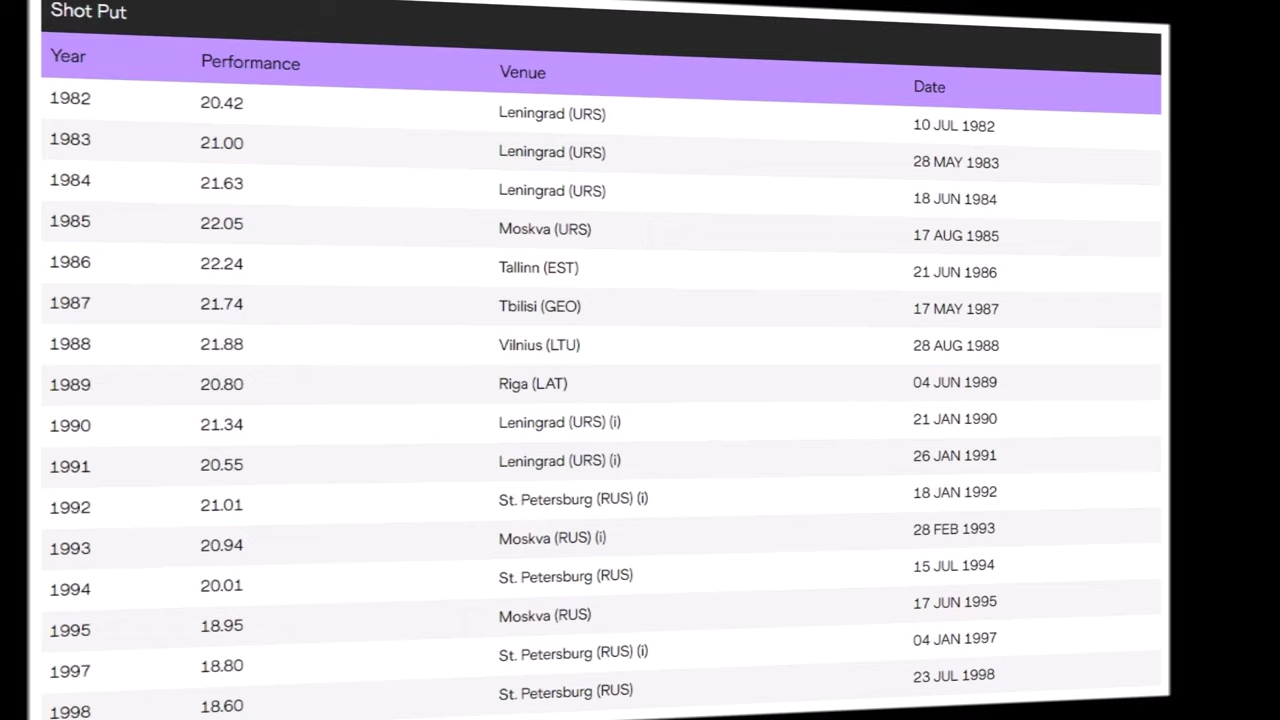 Shot Put
Year Performance Venue Date
1982 20.42 Leningrad (URS) 10 JUL 1982
1983 21.00 Leningrad (URS) 28 MAY 1983
1984 21.63 Leningrad (URS) 18 JUN 1984
1985 22.05 Moskva (URS) 17 AUG 1985
1986 22.24 Tallinn (EST) 21 JUN 1986
1987 21.74 Tbilisi (GEO) 17 MAY 1987
1988 21.88 Vilnius (LTU) 28 AUG 1988
1989 20.80 Riga (LAT) 04 JUN 1989
1990 21.34 Leningrad (URS) (i) 21 JAN 1990
1991 20.55 Leningrad (URS) (i) 26 JAN 1991
1992 21.01 St. Petersburg (RUS) (i) 18 JAN 1992
1993 20.94 Moskva (RUS) (i) 28 FEB 1993
1994 20.01 St. Petersburg (RUS) 15 JUL 1994
1995 18.95 Moskva (RUS) 17 JUN 1995
1997 18.80 St. Petersburg (RUS) (i) 04 JAN 1997
1998 18.60 St. Petersburg (RUS) 23 JUL 1998